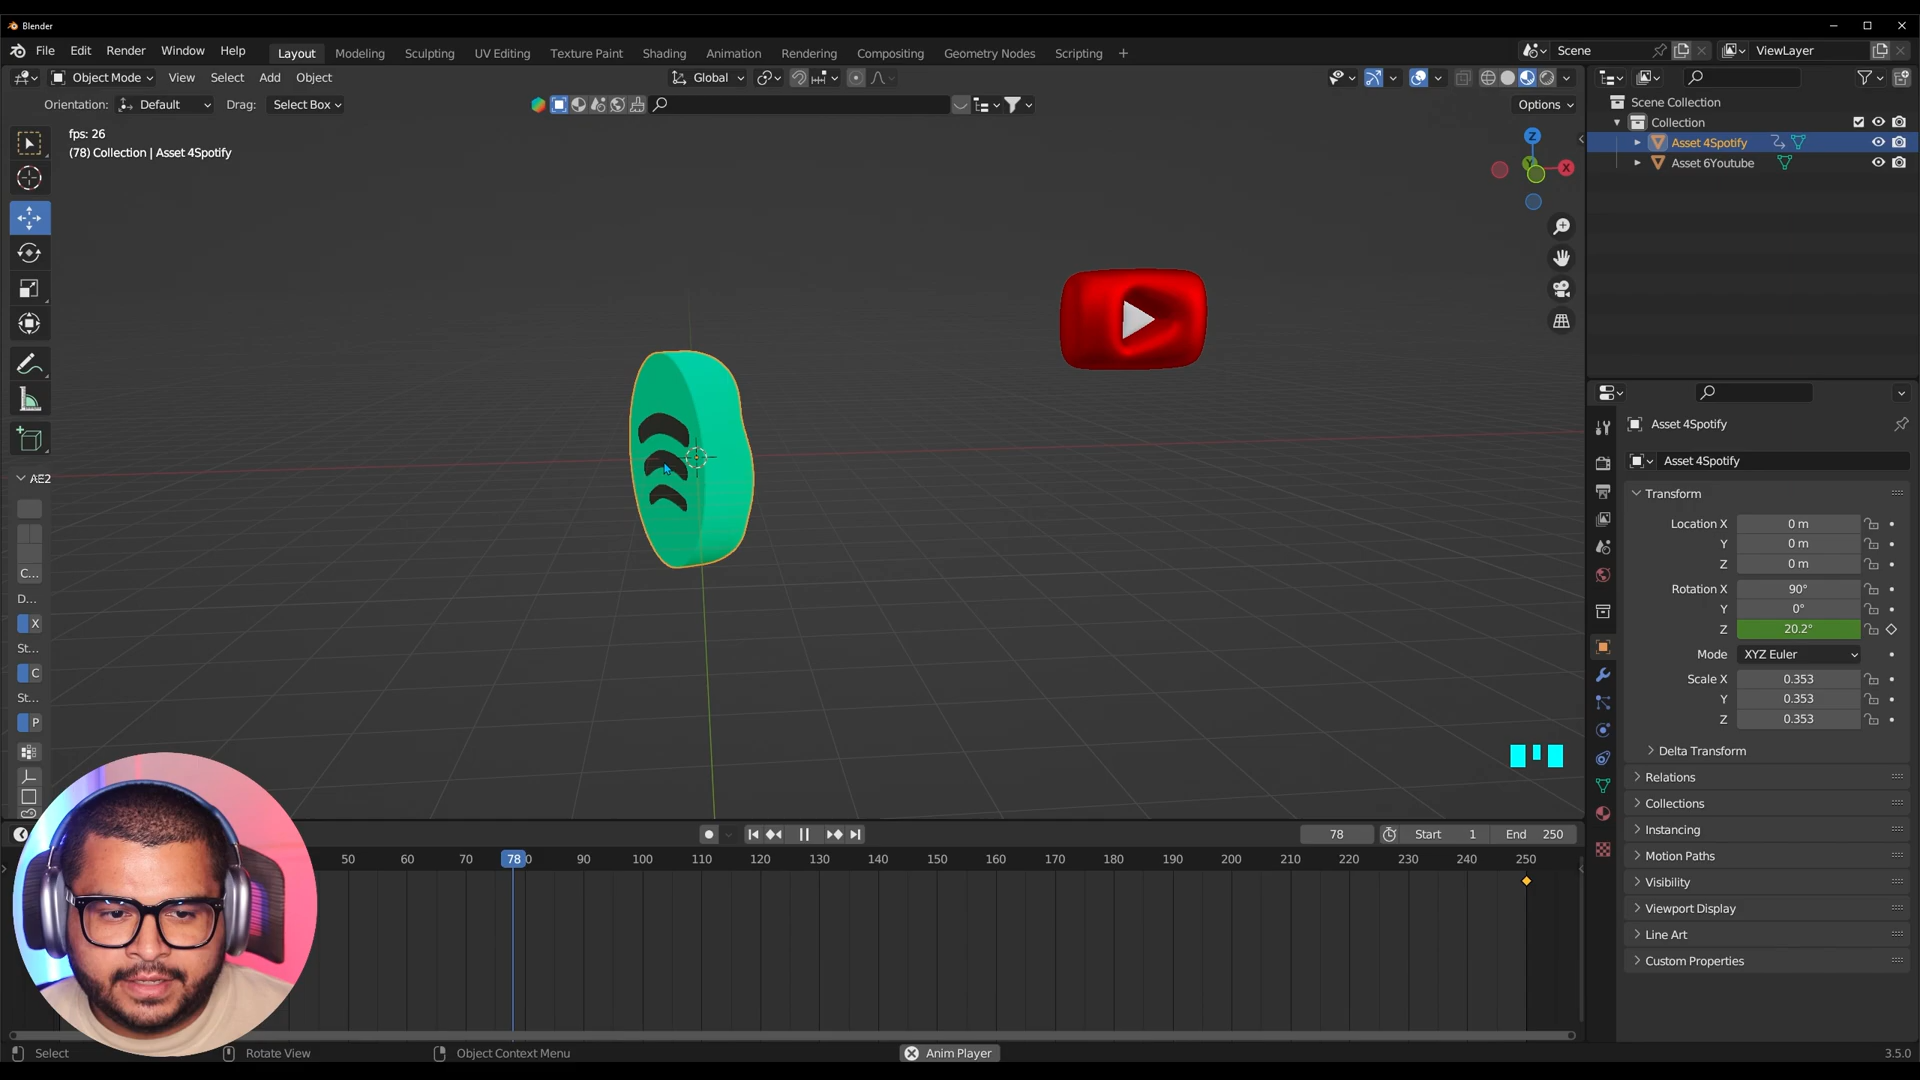 Blender
File Edit Render Window Help Layout Modeling Sculpting UV Editing Texture Paint Shading Animation Rendering Compositing Geometry Nodes Scripting + Scene ViewLayer
Object Mode View Select Add Object Global
Orientation: Default Drag: Select Box Options
fps: 26
(78) Collection | Asset 4Spotify
Z
Y
X
Scene Collection
Collection
Asset 4Spotify
Asset 6Youtube
AE2
C...
D...
X
St...
C
St...
P
Asset 4Spotify
Asset 4Spotify
Transform
Location X 0 m
Y 0 m
Z 0 m
Rotation X 90°
Y 0°
Z 20.2°
Mode XYZ Euler
Scale X 0.353
Y 0.353
Z 0.353
Delta Transform
Relations
Collections
Instancing
Motion Paths
Visibility
Viewport Display
Line Art
Custom Properties
78 Start 1 End 250
50 60 70 78 0 90 100 110 120 130 140 150 160 170 180 190 200 210 220 230 240 250
Select Rotate View Object Context Menu Anim Player 3.5.0